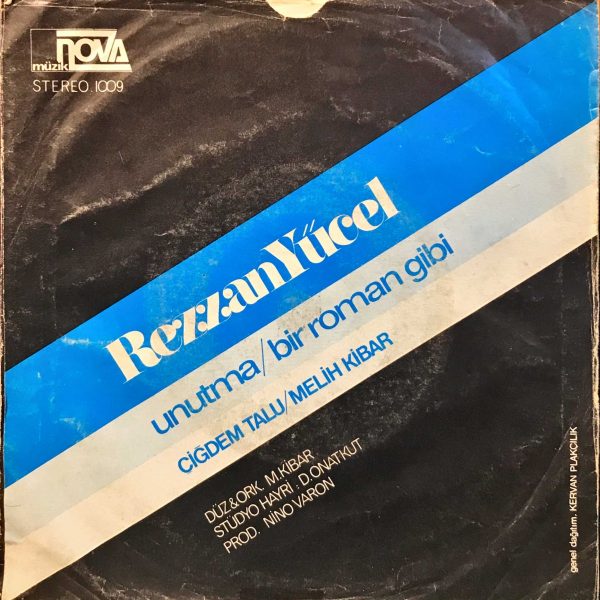 müzik NOVA
STEREO.1009
Rezzan Yücel
unutma/bir roman gibi
ÇİĞDEM TALU/MELİH KİBAR
DÜZ&ORK. M.KİBAR
STÜDYO HAYRİ : D.ONATKUT
PROD. NİNO VARON
genel dağıtım. KERVAN PLAKÇILIK